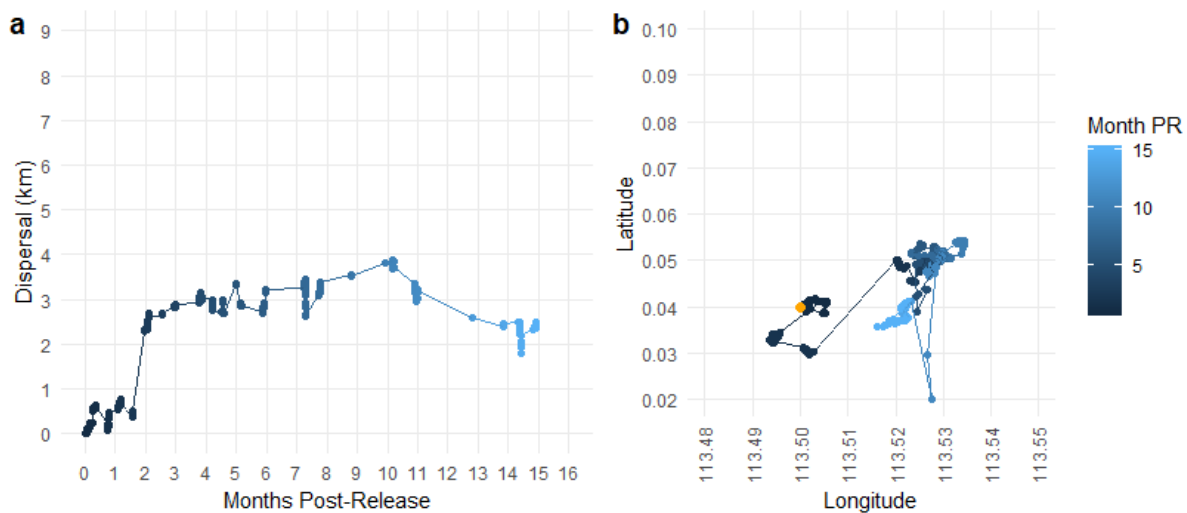 a
9
8
7
6
5
4
3
2
1
0
Dispersal (km)
0 1 2 3 4 5 6 7 8 9 10 11 12 13 14 15 16
Months Post-Release
b
0.10
0.09
0.08
0.07
0.06
0.05
0.04
0.03
0.02
Latitude
113.48 113.49 113.50 113.51 113.52 113.53 113.54 113.55
Longitude
Month PR
15
10
5